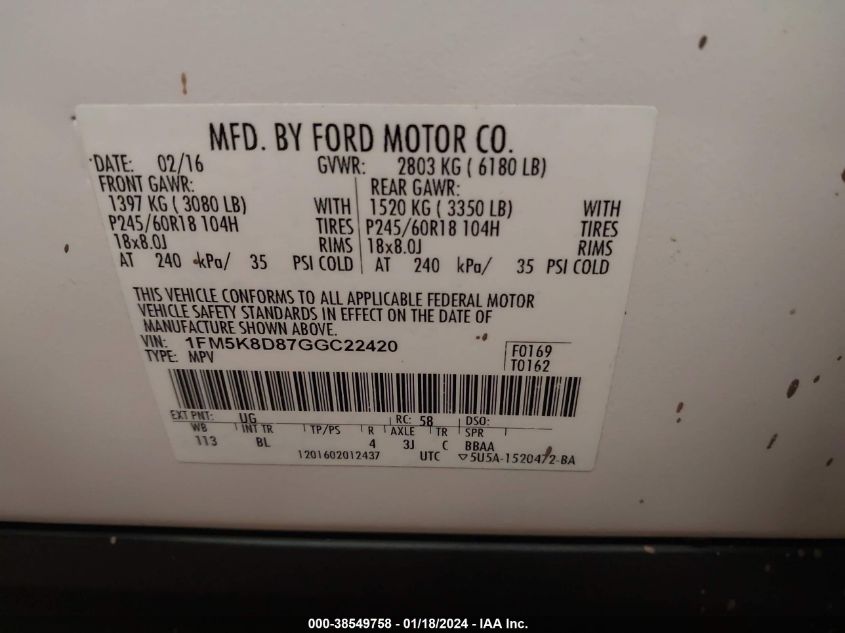 MFD. BY FORD MOTOR CO.
DATE: 02/16 GVWR: 2803 KG ( 6180 LB)
FRONT GAWR: REAR GAWR:
1397 KG ( 3080 LB) WITH 1520 KG ( 3350 LB) WITH
P245/60R18 104H TIRES P245/60R18 104H TIRES
18x8.0J RIMS 18x8.0J RIMS
AT 240 kPa/ 35 PSI COLD AT 240 kPa/ 35 PSI COLD
THIS VEHICLE CONFORMS TO ALL APPLICABLE FEDERAL MOTOR
VEHICLE SAFETY STANDARDS IN EFFECT ON THE DATE OF
MANUFACTURE SHOWN ABOVE.
VIN: 1FM5K8D87GGC22420 F0169
TYPE: MPV T0162
EXT PNT: UG RC: 58 DSO:
WB INT TR TP/PS R AXLE TR SPR
113 BL 4 3J C BBAA
1201602012437 UTC ▽5U5A-1520472-BA
000-38549758 - 01/18/2024 - IAA Inc.